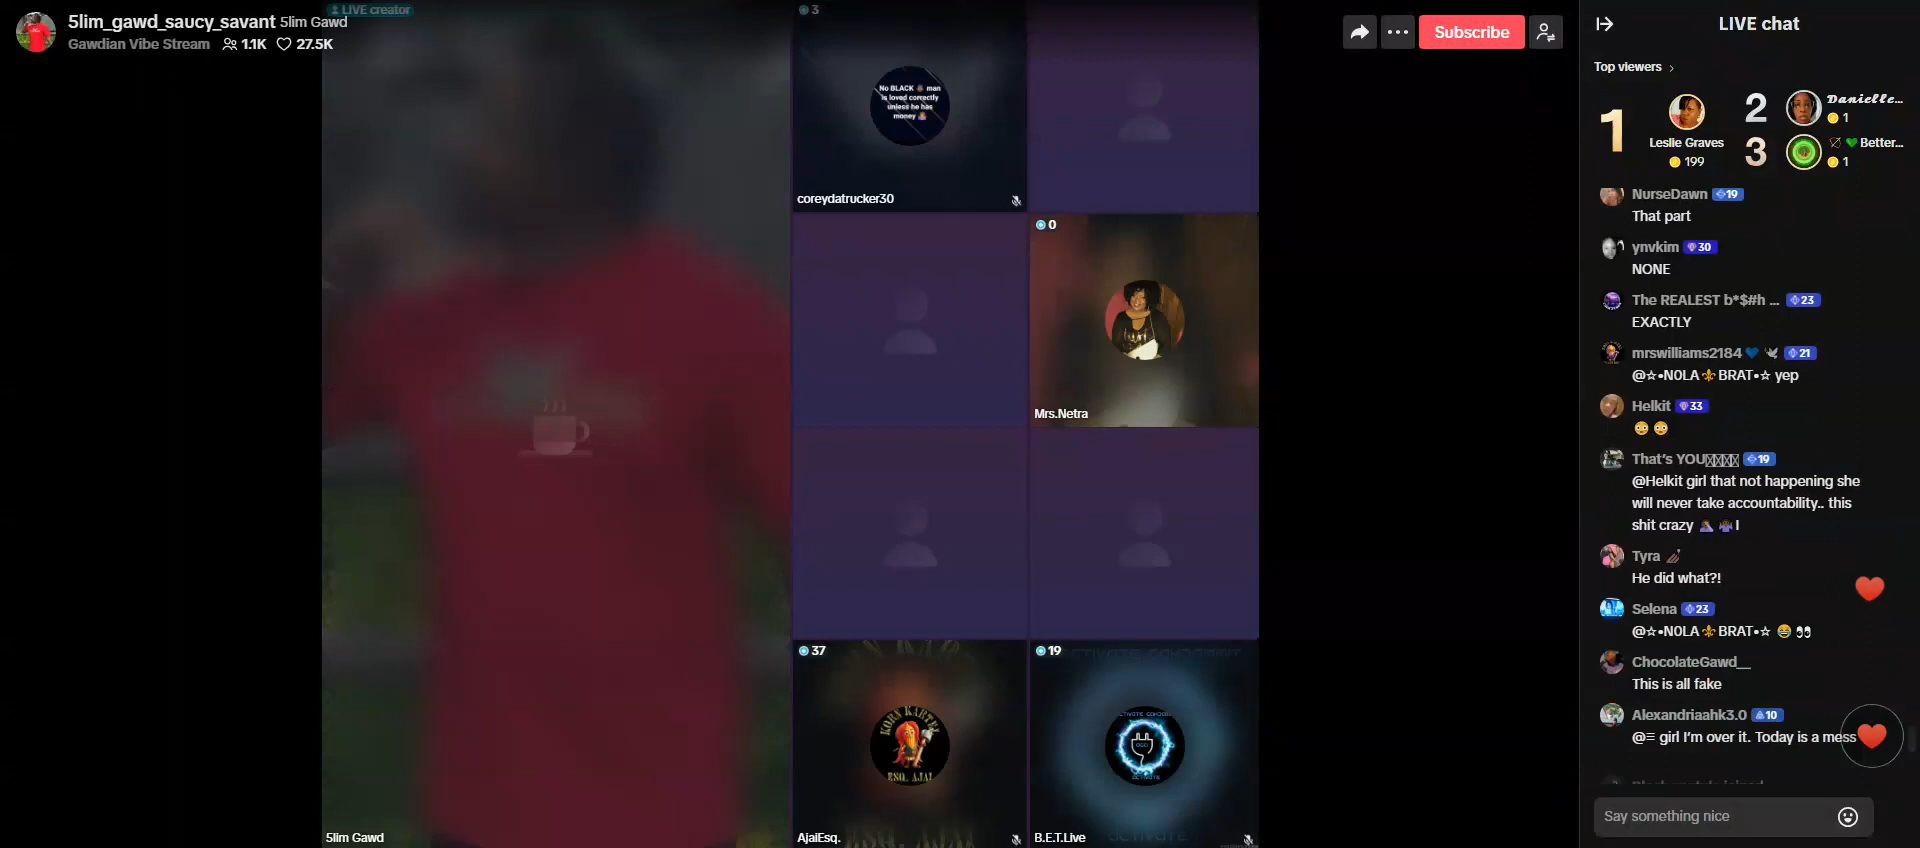 LIVE creator
5lim_gawd_saucy_savant 5lim Gawd
Gawdian Vibe Stream 1.1K 27.5K
3
No BLACK man
is loved correctly
unless he has
money
coreydatrucker30
0
Mrs.Netra
37
KORN KARTEL
ESQ. AJAI
AjaiEsq.
19
ACTIVATE
B.E.T.Live
5lim Gawd
Subscribe
LIVE chat
Top viewers >
1
Leslie Graves
199
2
𝓓𝓪𝓷𝓲𝓮𝓵𝓵𝓮...
1
3
🏹 💚 Better...
1
NurseDawn 19
That part
ynvkim 30
NONE
The REALEST b*$#h ... 23
EXACTLY
mrswilliams2184💙 🕊 21
@☆•NOLA⚜BRAT•☆ yep
Helkit 33
😳 😳
That's YOU 19
@Helkit girl that not happening she
will never take accountability.. this
shit crazy I
Tyra
He did what?!
Selena 23
@☆•NOLA⚜BRAT•☆ 😂 👀
ChocolateGawd__
This is all fake
Alexandriaahk3.0 10
@≡ girl I'm over it. Today is a mess
Say something nice